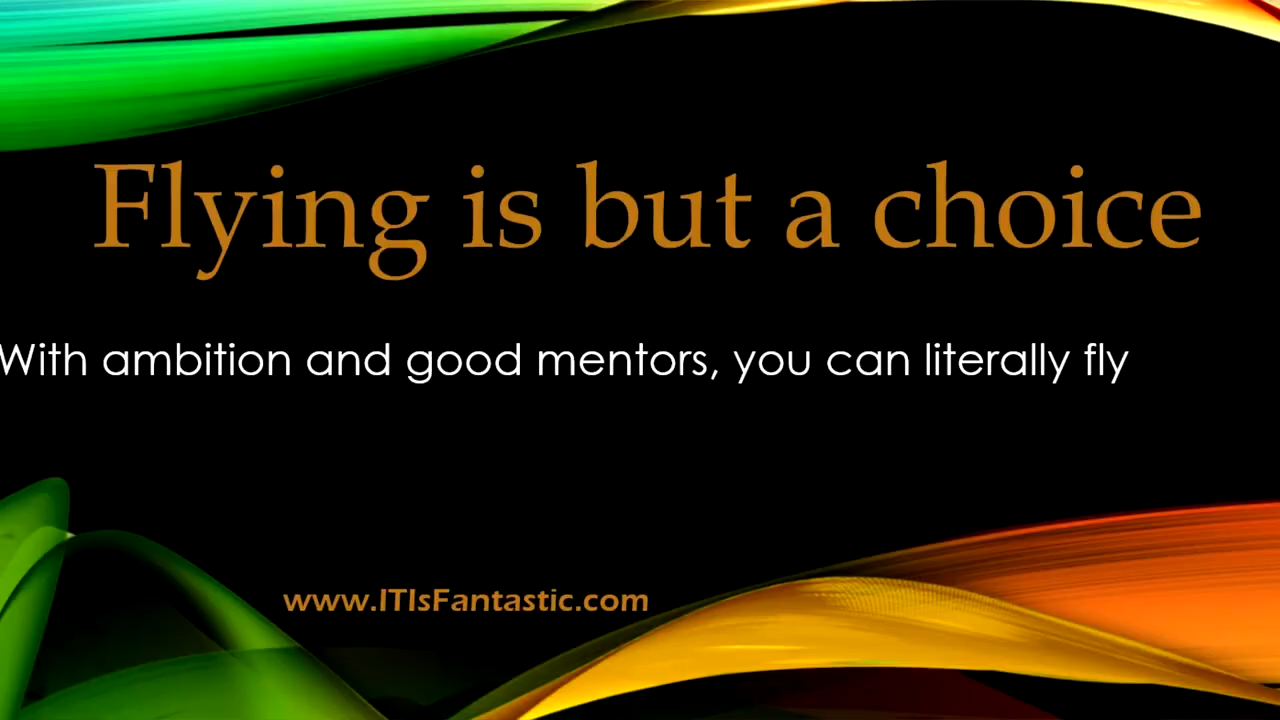 Flying is but a choice
With ambition and good mentors, you can literally fly
www.ITIsFantastic.com